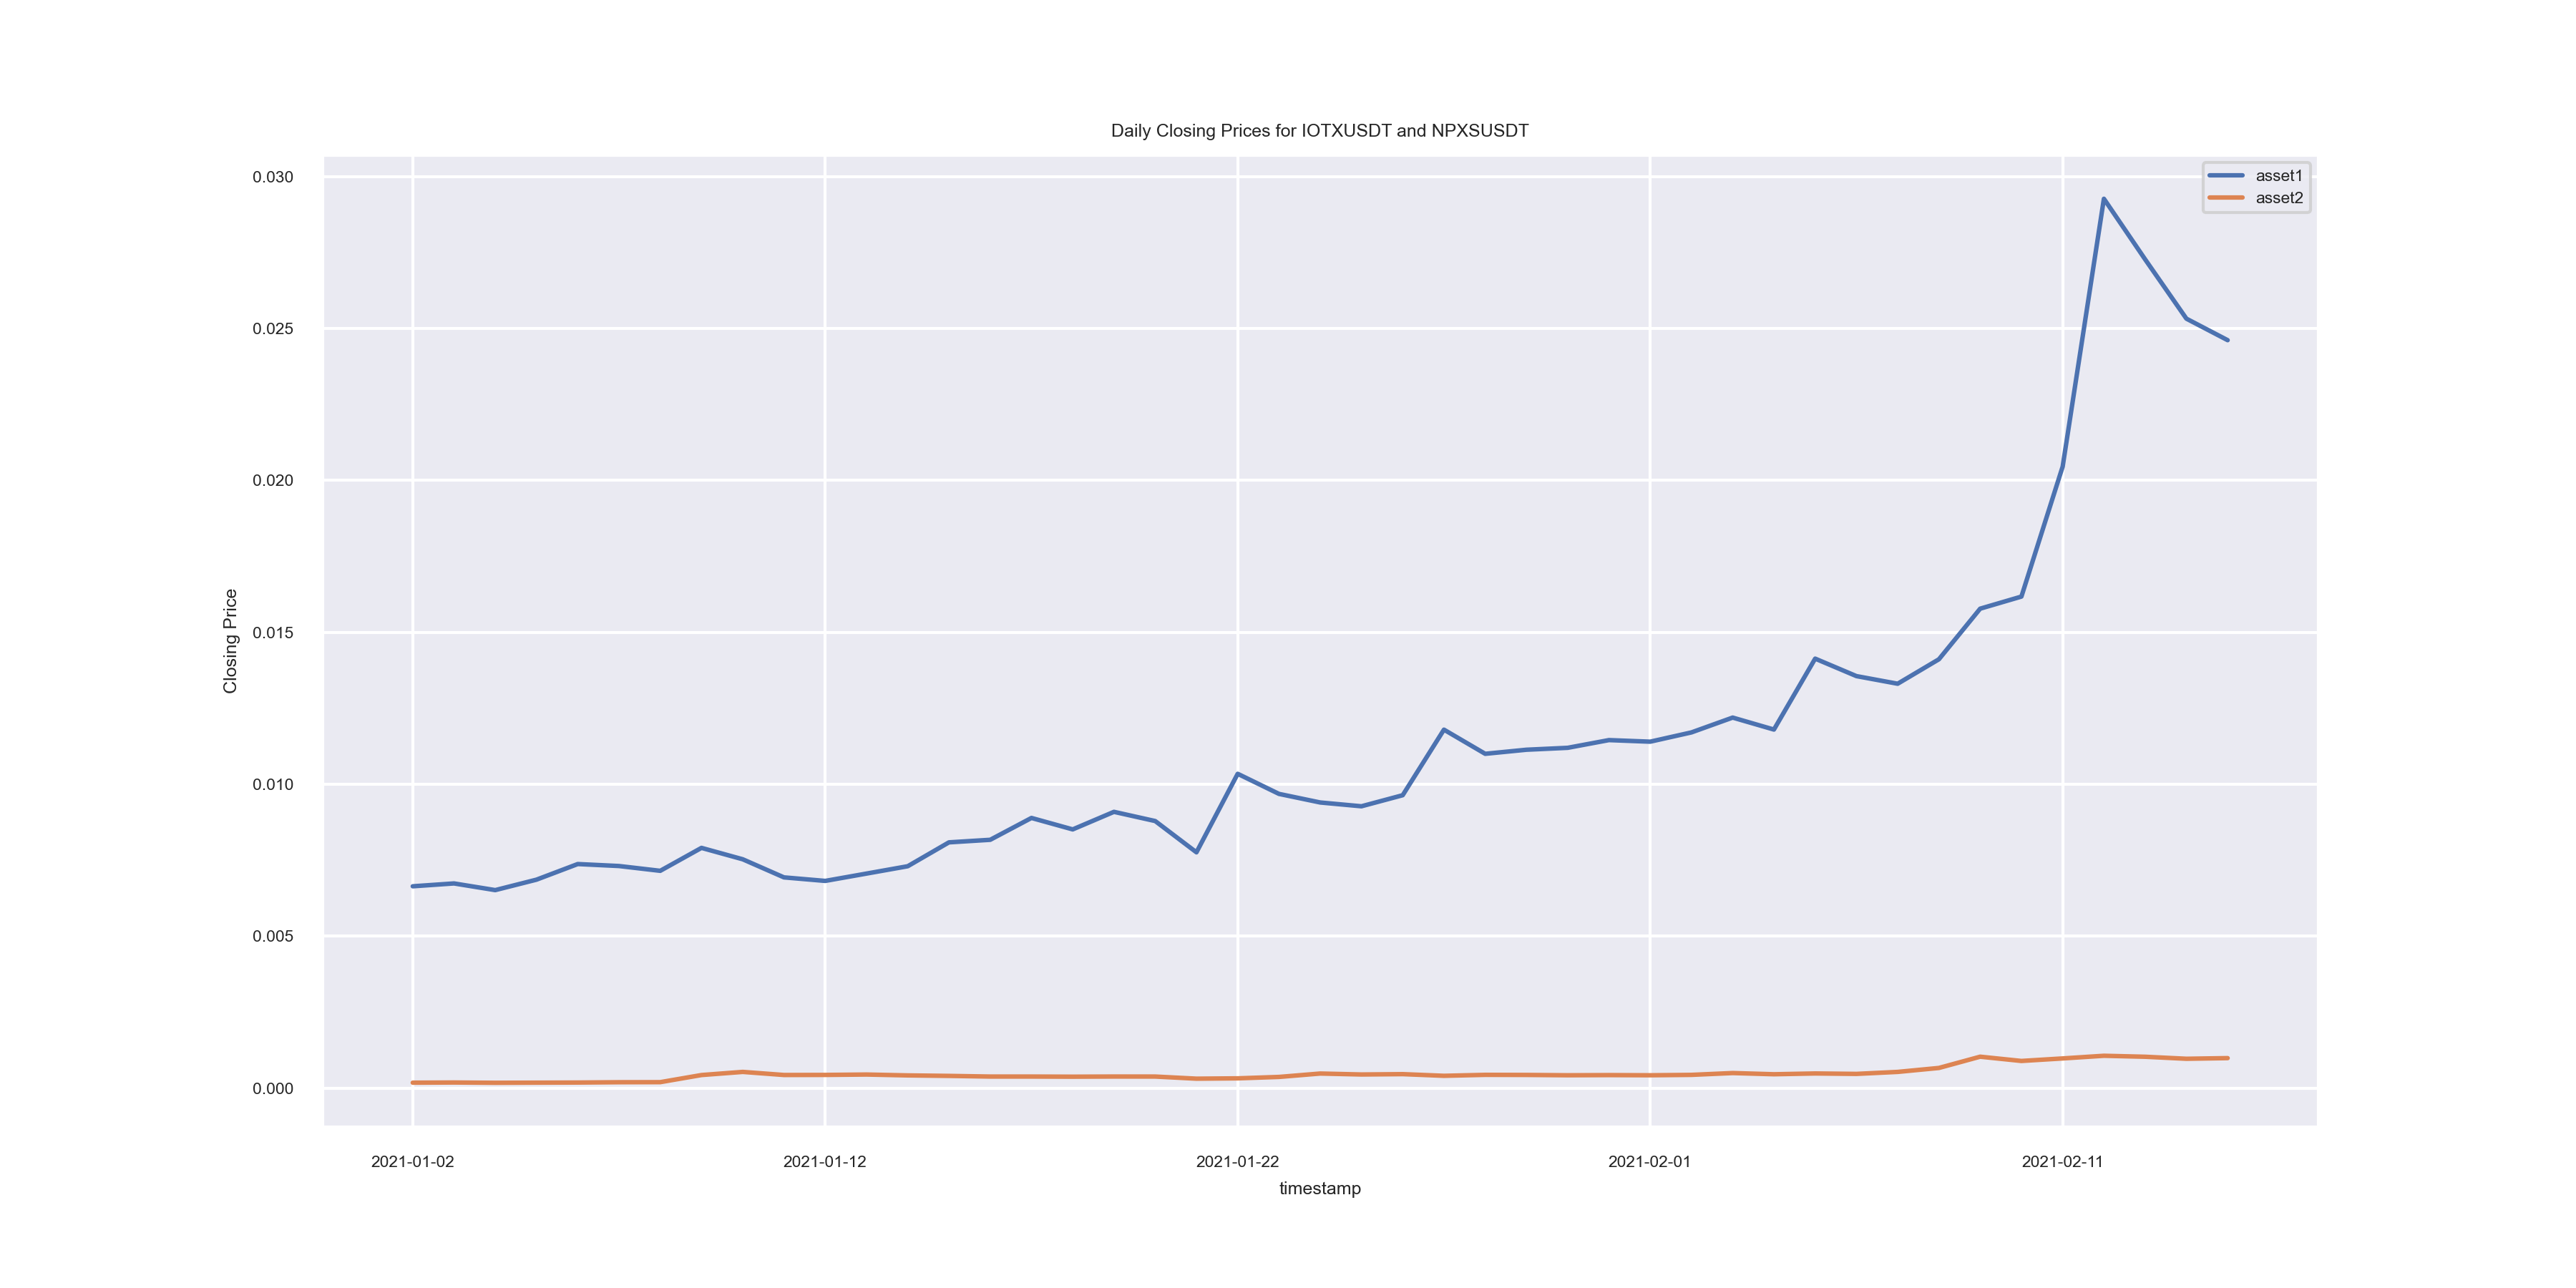 Daily Closing Prices for IOTXUSDT and NPXSUSDT
asset1
asset2
0.030
0.025
0.020
0.015
0.010
0.005
0.000
Closing Price
2021-01-02
2021-01-12
2021-01-22
2021-02-01
2021-02-11
timestamp